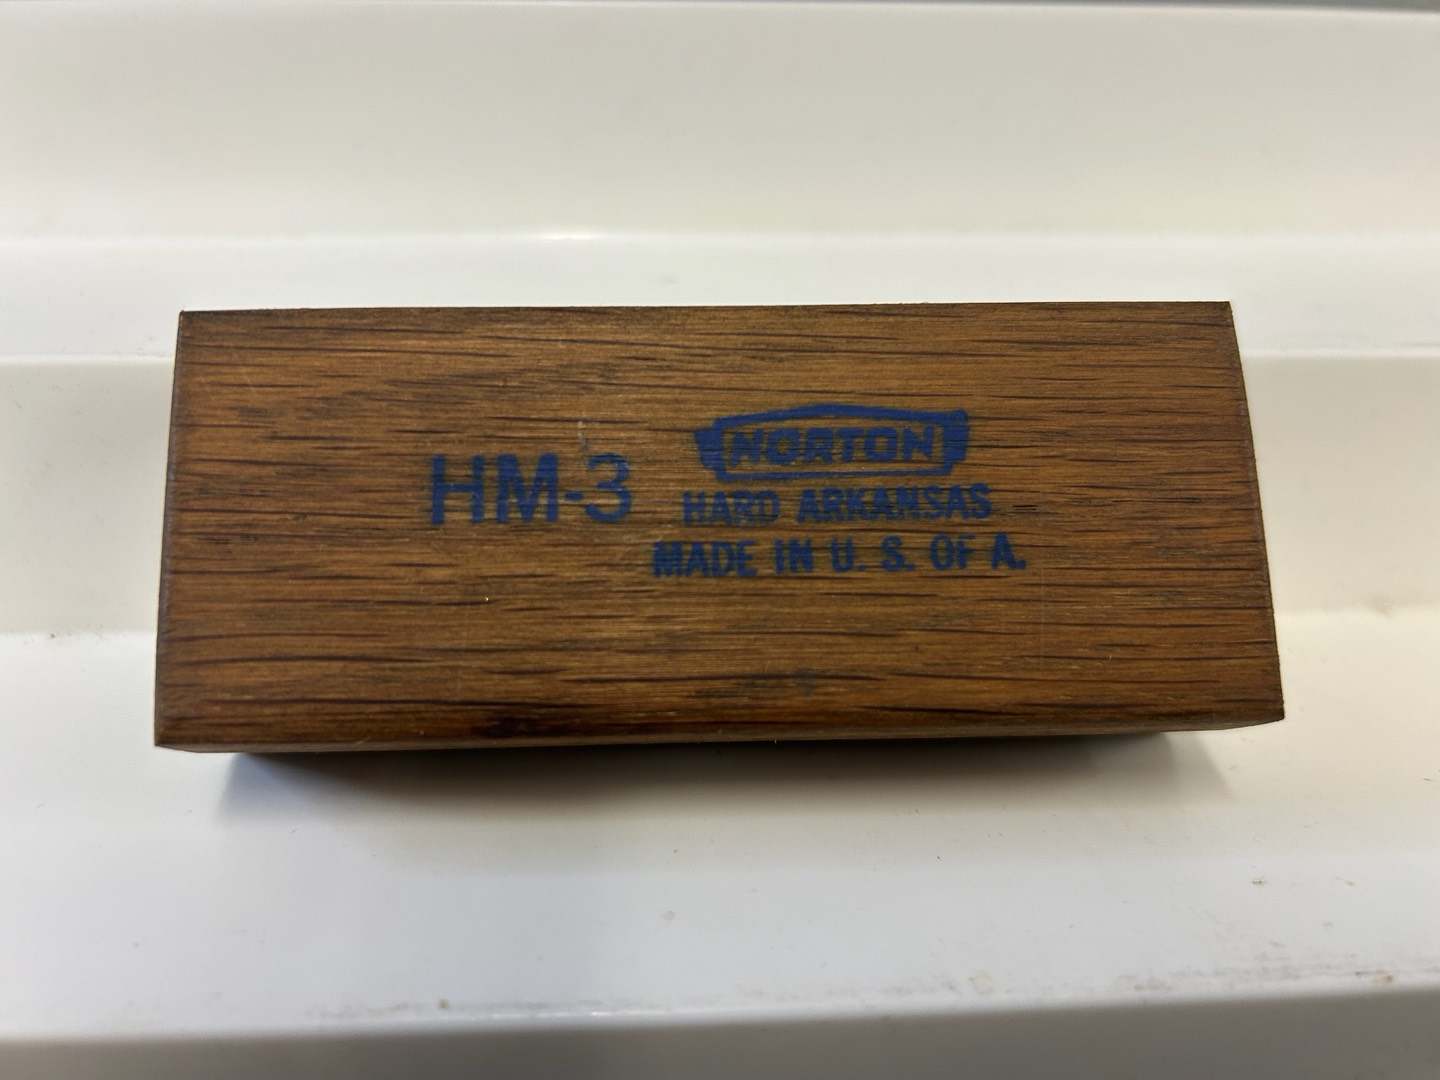 HM-3
NORTON
HARD ARKANSAS
MADE IN U. S. OF A.